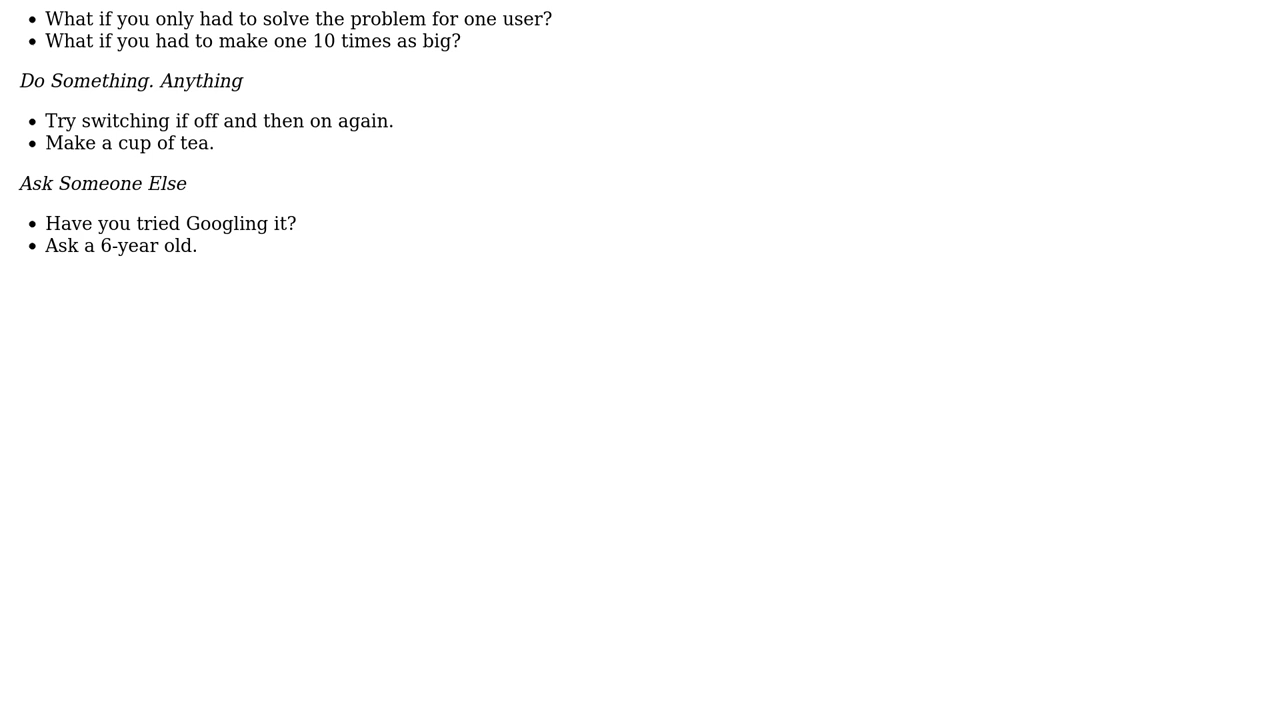 • What if you only had to solve the problem for one user?
• What if you had to make one 10 times as big?
Do Something. Anything
• Try switching if off and then on again.
• Make a cup of tea.
Ask Someone Else
• Have you tried Googling it?
• Ask a 6-year old.